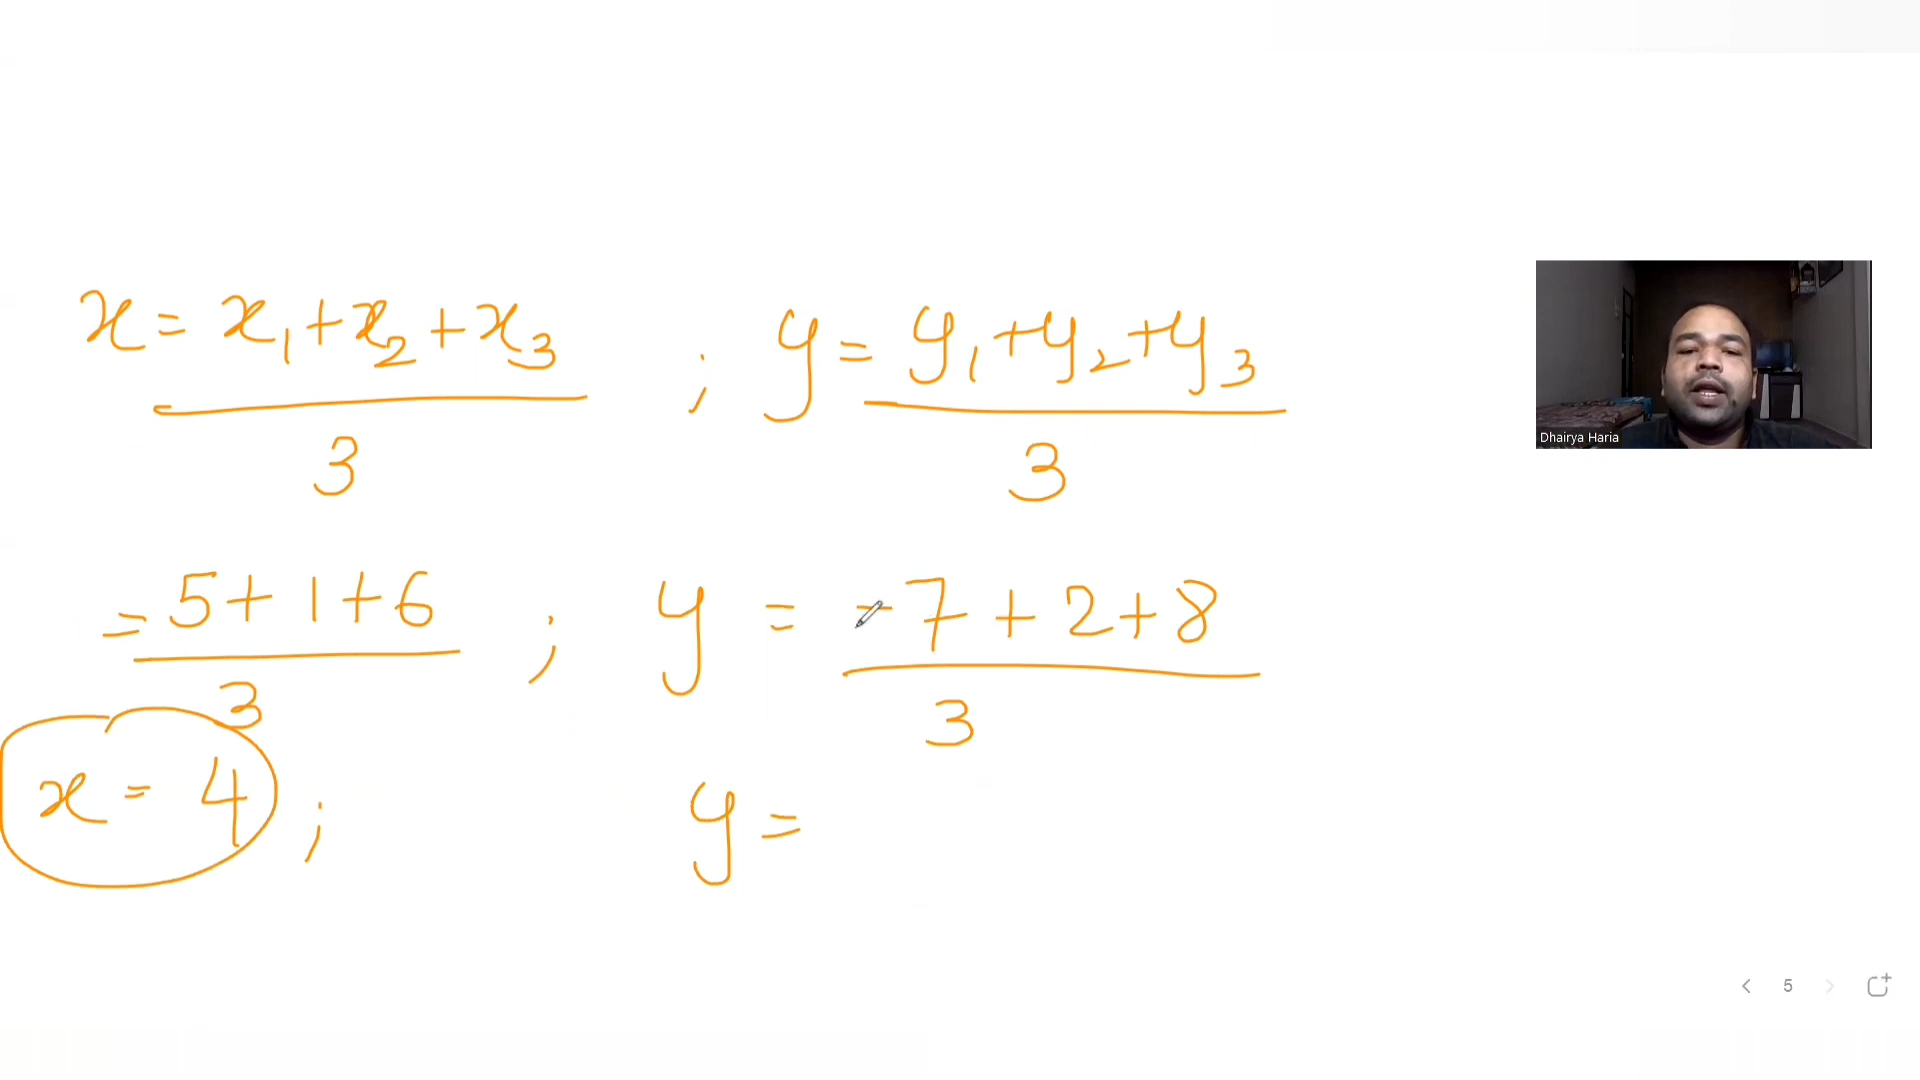 x = x₁+x₂+x₃ ; y = y₁+y₂+y₃
3 3
= 5+1+6 ; y = -7+2+8
3 3
x = 4 ; y =
Dhairya Haria
5